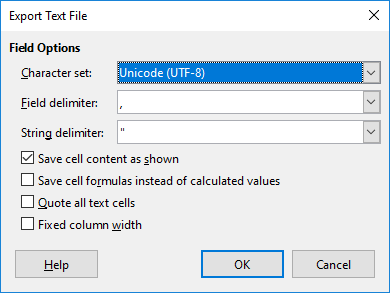 Export Text File
Field Options
Character set: Unicode (UTF-8)
Field delimiter: ,
String delimiter: "
Save cell content as shown
Save cell formulas instead of calculated values
Quote all text cells
Fixed column width
Help OK Cancel